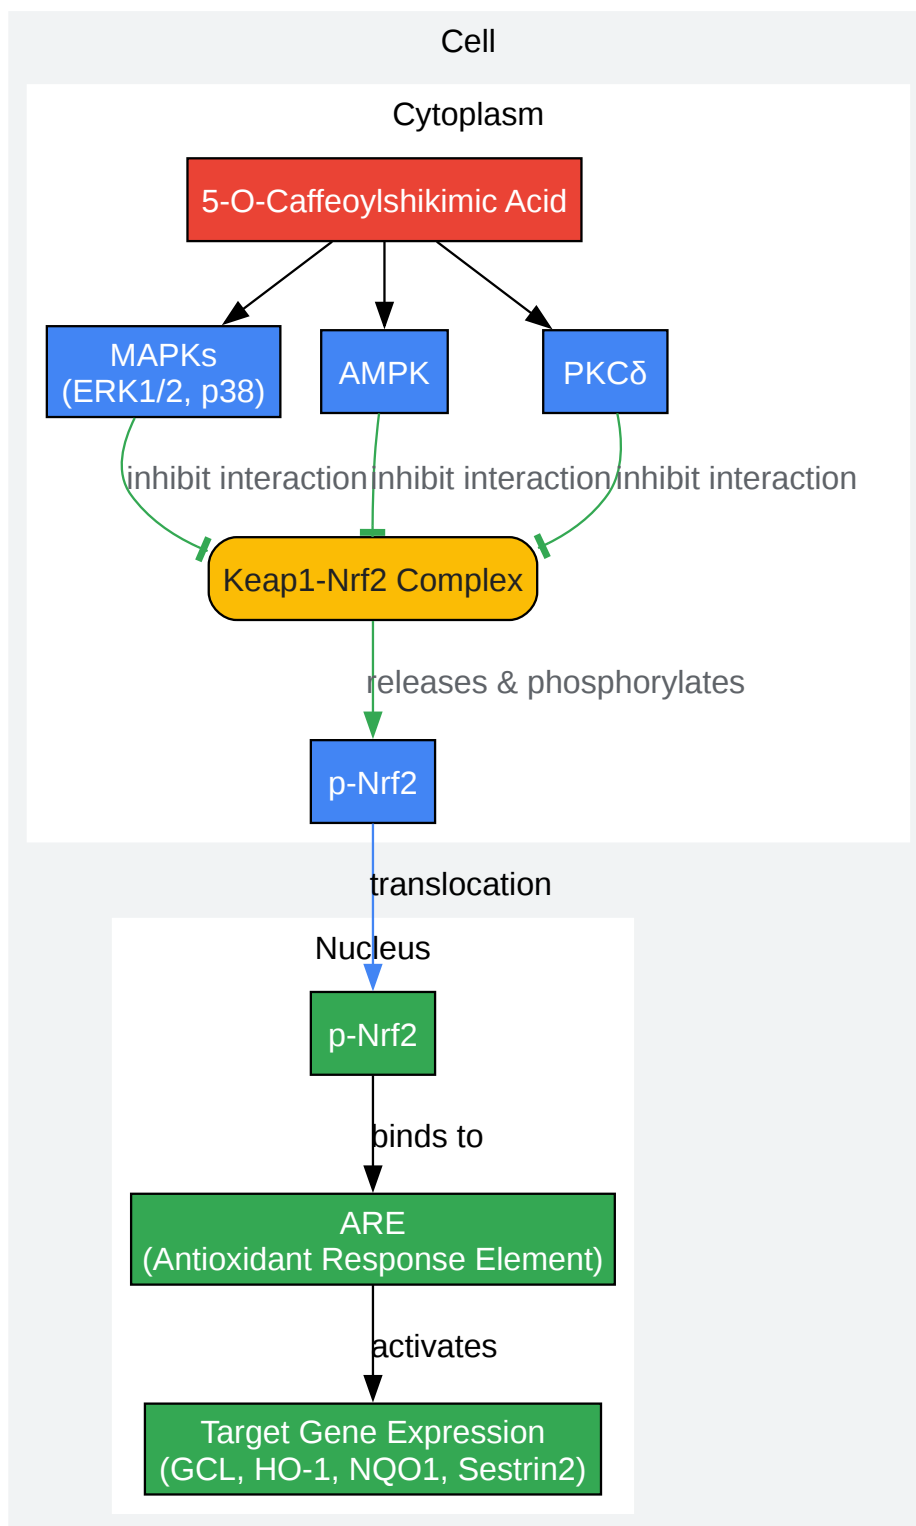 Cell
Cytoplasm
5-O-Caffeoylshikimic Acid
MAPKs
(ERK1/2, p38)
AMPK
PKCδ
inhibit interaction
inhibit interaction
inhibit interaction
Keap1-Nrf2 Complex
releases & phosphorylates
p-Nrf2
translocation
Nucleus
p-Nrf2
binds to
ARE
(Antioxidant Response Element)
activates
Target Gene Expression
(GCL, HO-1, NQO1, Sestrin2)